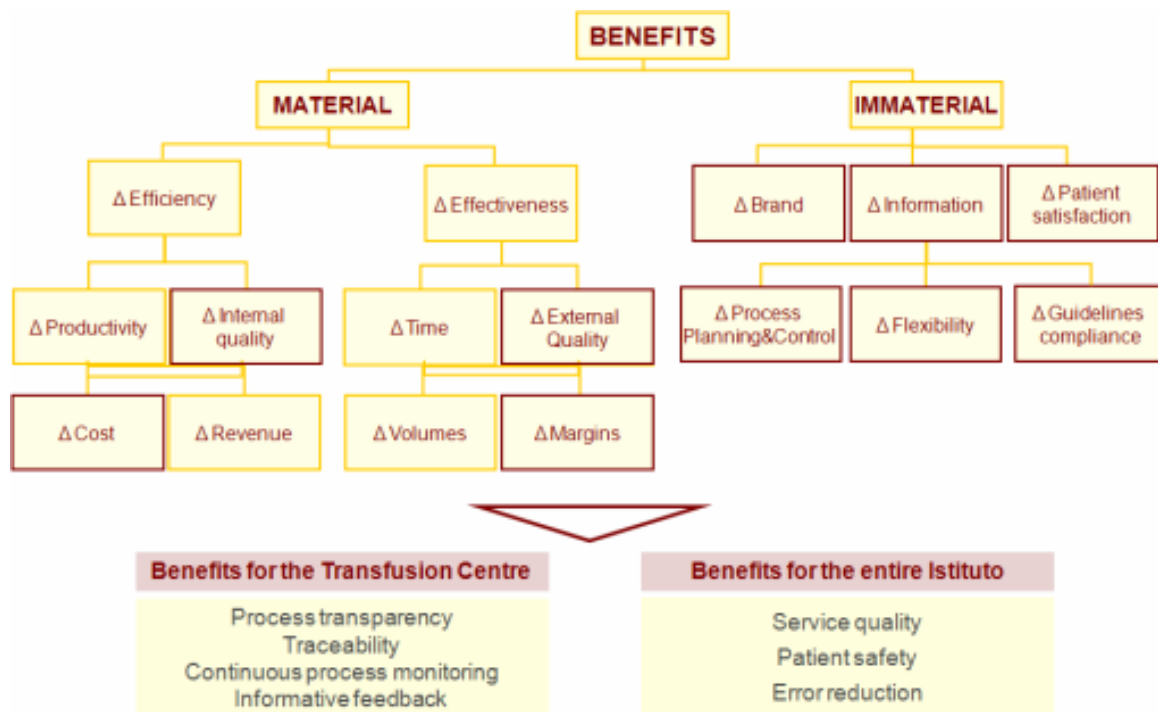 BENEFITS
MATERIAL
IMMATERIAL
Δ Efficiency
Δ Effectiveness
Δ Brand
Δ Information
Δ Patient
satisfaction
Δ Productivity
Δ Internal
quality
Δ Time
Δ External
Quality
Δ Process
Planning&Control
Δ Flexibility
Δ Guidelines
compliance
Δ Cost
Δ Revenue
Δ Volumes
Δ Margins
Benefits for the Transfusion Centre
Process transparency
Traceability
Continuous process monitoring
Informative feedback
Benefits for the entire Istituto
Service quality
Patient safety
Error reduction